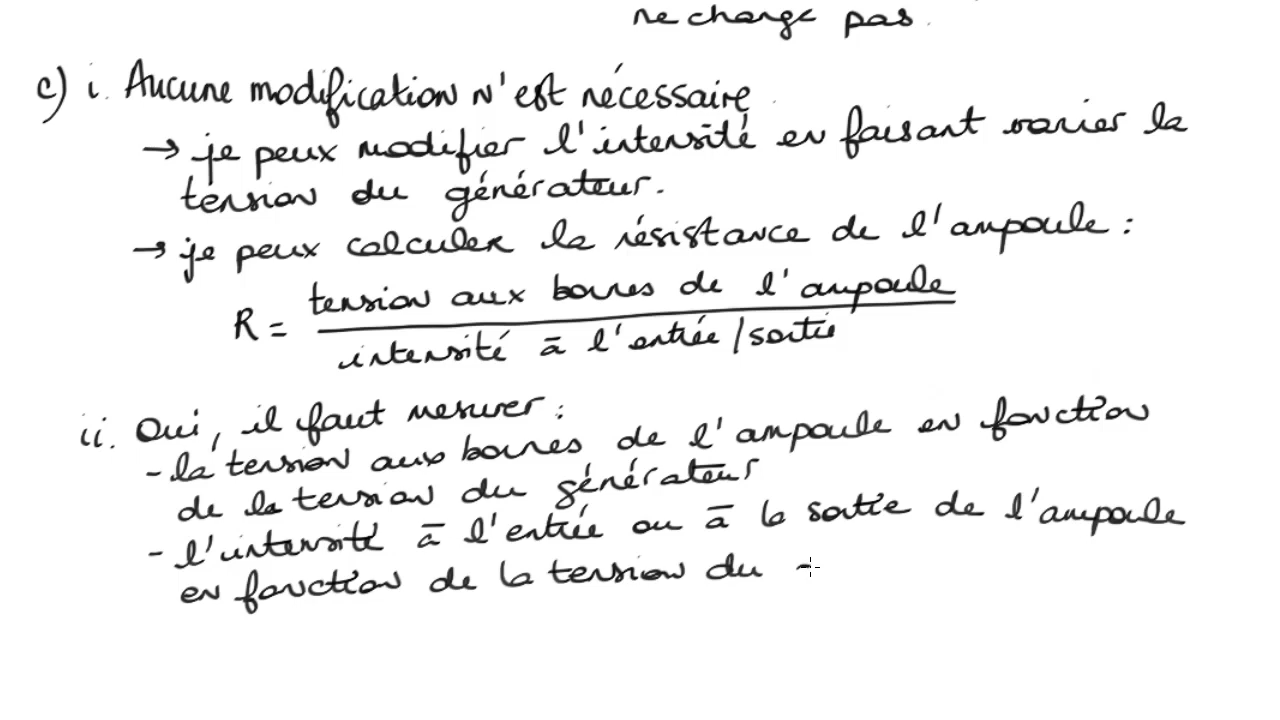 ne change pas.
c) i. Aucune modification n'est nécessaire
→ je peux modifier l'intensité en faisant varier la
tension du générateur.
→ je peux calculer la résistance de l'ampoule :
R = tension aux bornes de l'ampoule
intensité à l'entrée/sortie
ii. Oui, il faut mesurer :
- la tension aux bornes de l'ampoule en fonction
de la tension du générateur
- l'intensité à l'entrée ou à la sortie de l'ampoule
en fonction de la tension du